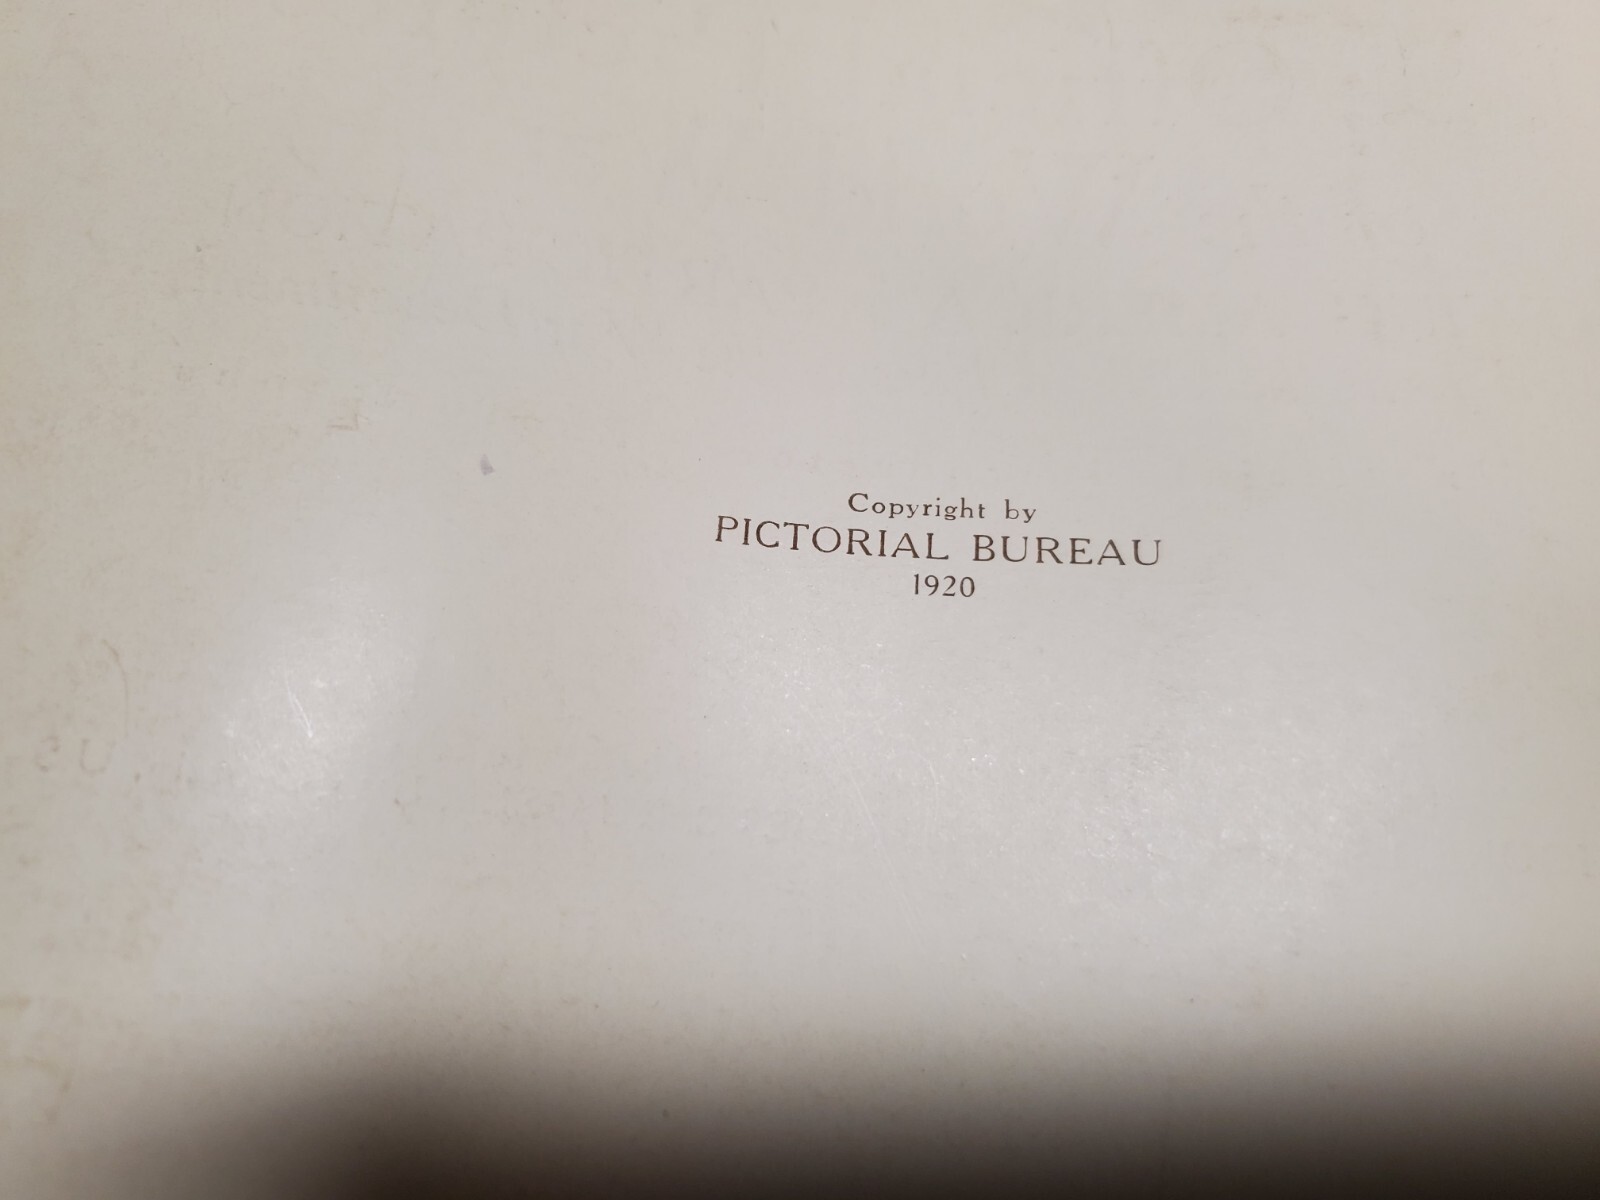 Copyright by
PICTORIAL BUREAU
1920